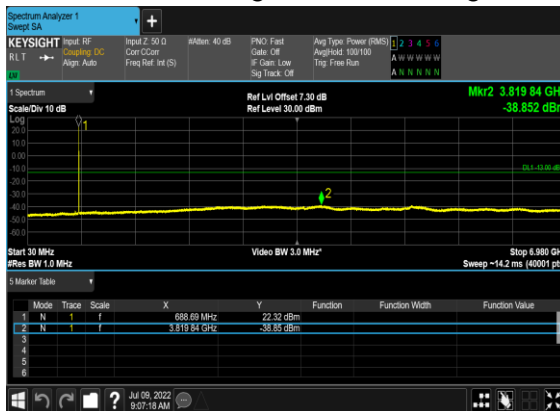 Spectrum Analyzer 1
Swept SA
KEYSIGHT Input: RF Input Z: 50 Ω #Atten: 40 dB PNO: Fast Avg Type: Power (RMS) 1 2 3 4 5 6
RLT Coupling: DC Corr CCorr Gate: Off Avg|Hold: 100/100 A W W W W W
Align: Auto Freq Ref: Int (S) IF Gain: Low Trig: Free Run
Sig Track: Off A N N N N N
1 Spectrum Ref Lvl Offset 7.30 dB Mkr2 3.819 84 GH
Scale/Div 10 dB Ref Level 30.00 dBm -38.852 dB
Log
20.0 1
10.0
0.00
-10.0 DL1 -13.00 dB
-20.0
-30.0 2
-40.0
-50.0
-60.0
Start 30 MHz Video BW 3.0 MHz* Stop 6.980 GH
#Res BW 1.0 MHz Sweep ~14.2 ms (40001 pt
5 Marker Table
Mode Trace Scale X Y Function Function Width Function Value
1 N 1 f 688.69 MHz 22.32 dBm
2 N 1 f 3.819 84 GHz -38.85 dBm
3
4
5
6
? Jul 09, 2022
9:07:18 AM